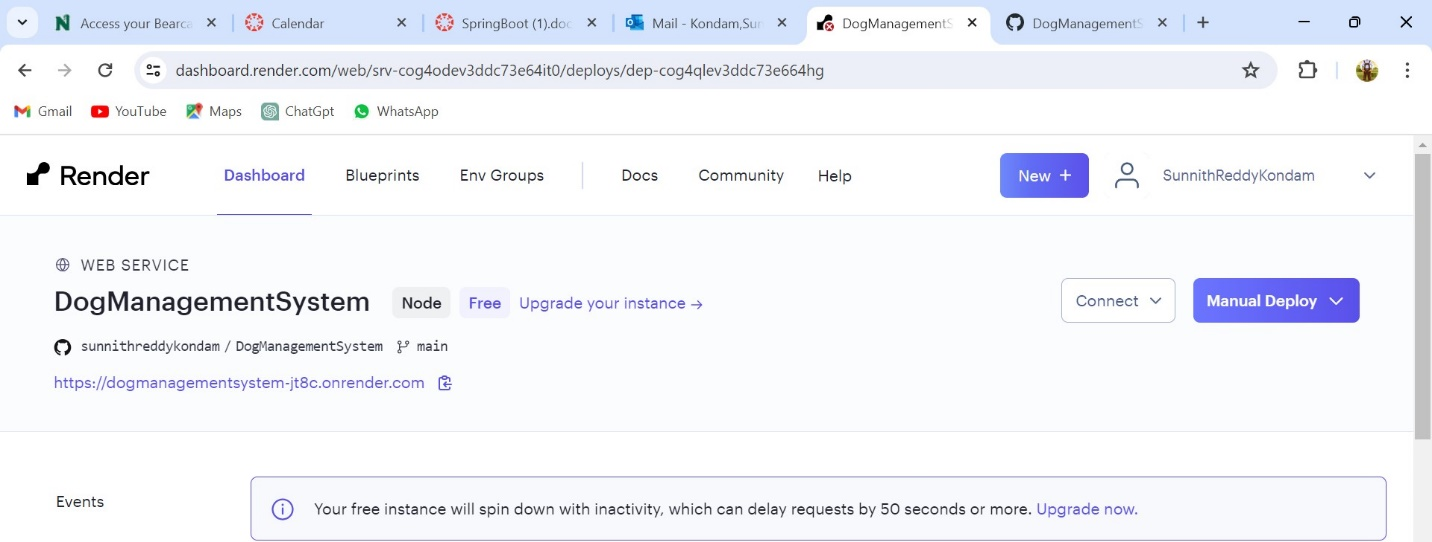 Access your Bearca
Calendar
SpringBoot (1).doc
Mail - Kondam,Sun
DogManagementS
DogManagementS
dashboard.render.com/web/srv-cog4odev3ddc73e64it0/deploys/dep-cog4qlev3ddc73e664hg
Gmail YouTube Maps ChatGpt WhatsApp
Render Dashboard Blueprints Env Groups Docs Community Help New + SunnithReddyKondam
WEB SERVICE
DogManagementSystem Node Free Upgrade your instance →
Connect Manual Deploy
sunnithreddykondam / DogManagementSystem main
https://dogmanagementsystem-jt8c.onrender.com
Events
Your free instance will spin down with inactivity, which can delay requests by 50 seconds or more. Upgrade now.